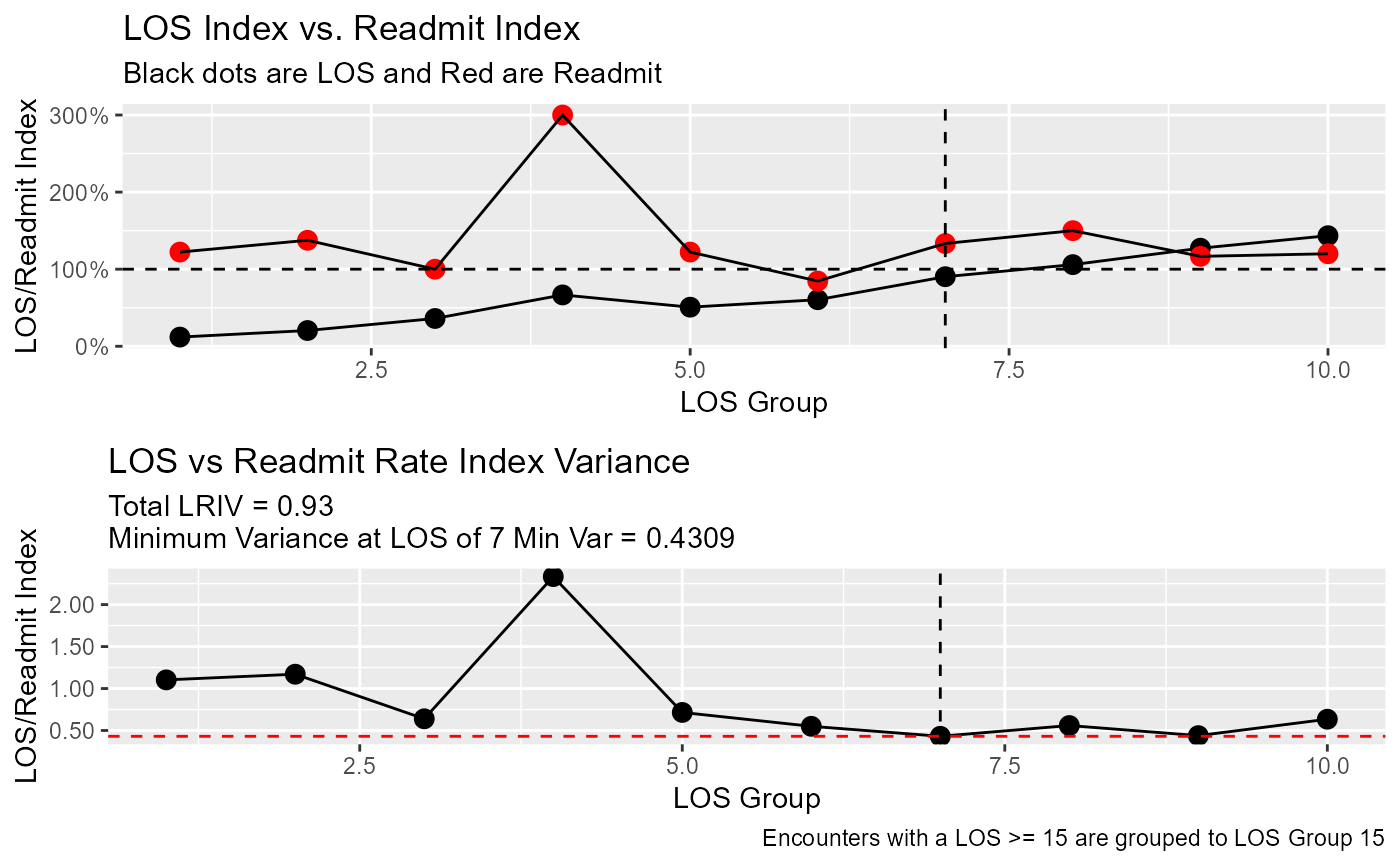 LOS Index vs. Readmit Index
Black dots are LOS and Red are Readmit
LOS/Readmit Index
300%
200%
100%
0%
2.5 5.0 7.5 10.0
LOS Group
LOS vs Readmit Rate Index Variance
Total LRIV = 0.93
Minimum Variance at LOS of 7 Min Var = 0.4309
LOS/Readmit Index
2.00
1.50
1.00
0.50
2.5 5.0 7.5 10.0
LOS Group
Encounters with a LOS >= 15 are grouped to LOS Group 15